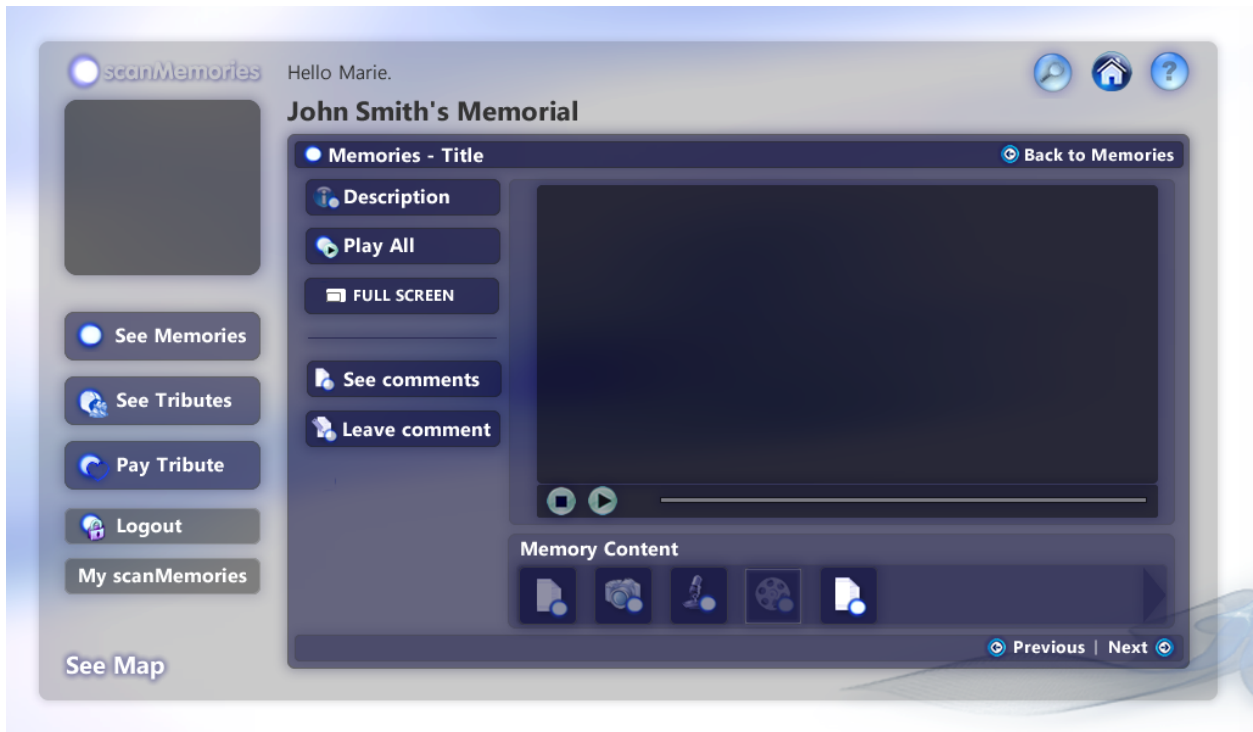 scanMemories
Hello Marie.
John Smith's Memorial
Memories - Title
Back to Memories
Description
Play All
FULL SCREEN
See comments
Leave comment
See Memories
See Tributes
Pay Tribute
Logout
My scanMemories
See Map
?
Memory Content
Previous | Next